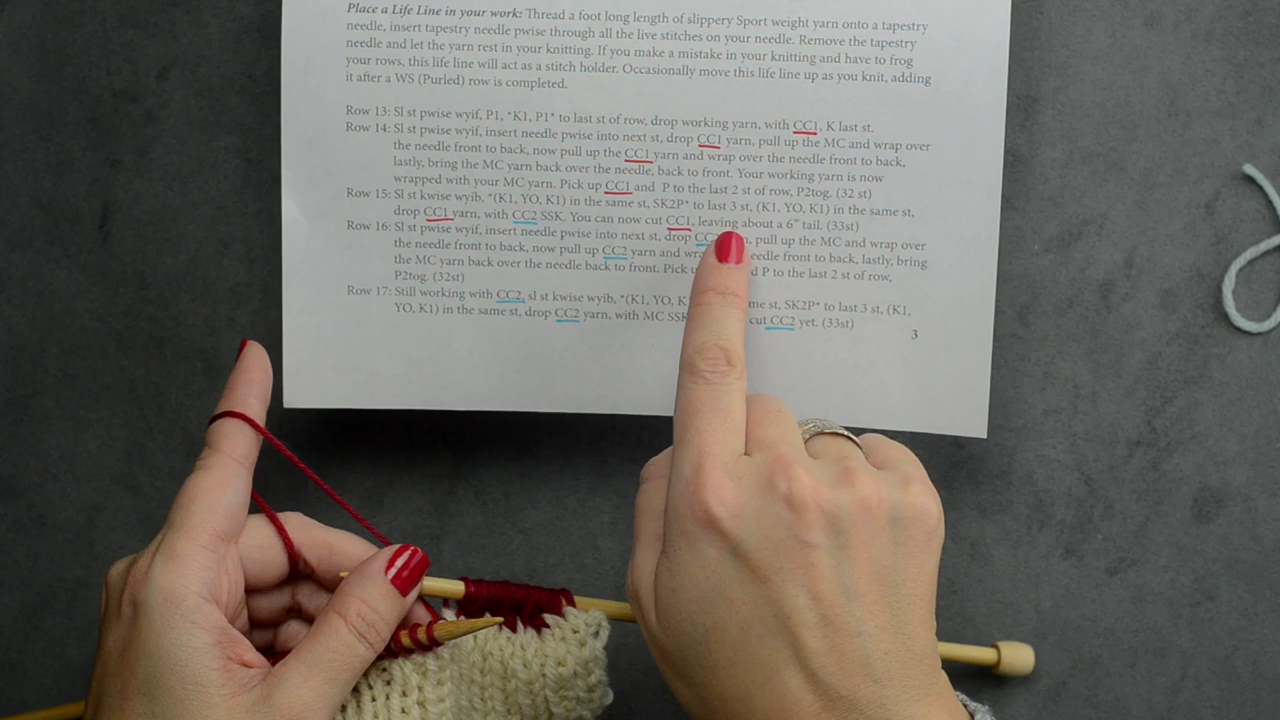 Place a Life Line in your work: Thread a foot long length of slippery Sport weight yarn onto a tapestry
needle, insert tapestry needle pwise through all the live stitches on your needle. Remove the tapestry
needle and let the yarn rest in your knitting. If you make a mistake in your knitting and have to frog
your rows, this life line will act as a stitch holder. Occasionally move this life line up as you knit, adding
it after a WS (Purled) row is completed.
Row 13: Sl st pwise wyif, P1, *K1, P1* to last st of row, drop working yarn, with CC1, K last st.
Row 14: Sl st pwise wyif, insert needle pwise into next st, drop CC1 yarn, pull up the MC and wrap over
the needle front to back, now pull up the CC1 yarn and wrap over the needle front to back,
lastly, bring the MC yarn back over the needle, back to front. Your working yarn is now
wrapped with your MC yarn. Pick up CC1 and P to the last 2 st of row, P2tog. (32 st)
Row 15: Sl st kwise wyib, *(K1, YO, K1) in the same st, SK2P* to last 3 st, (K1, YO, K1) in the same st,
drop CC1 yarn, with CC2 SSK. You can now cut CC1, leaving about a 6" tail. (33st)
Row 16: Sl st pwise wyif, insert needle pwise into next st, drop pull up the MC and wrap over
the needle front to back, now pull up CC2 yarn and front to back, lastly, bring
the MC yarn back over the needle back to front. Pick P to the last 2 st of row,
P2tog. (32st)
Row 17: Still working with CC2, sl st kwise wyib, *(K1, YO, st, SK2P* to last 3 st, (K1,
YO, K1) in the same st, drop CC2 yarn, with MC cut CC2 yet. (33st)
3